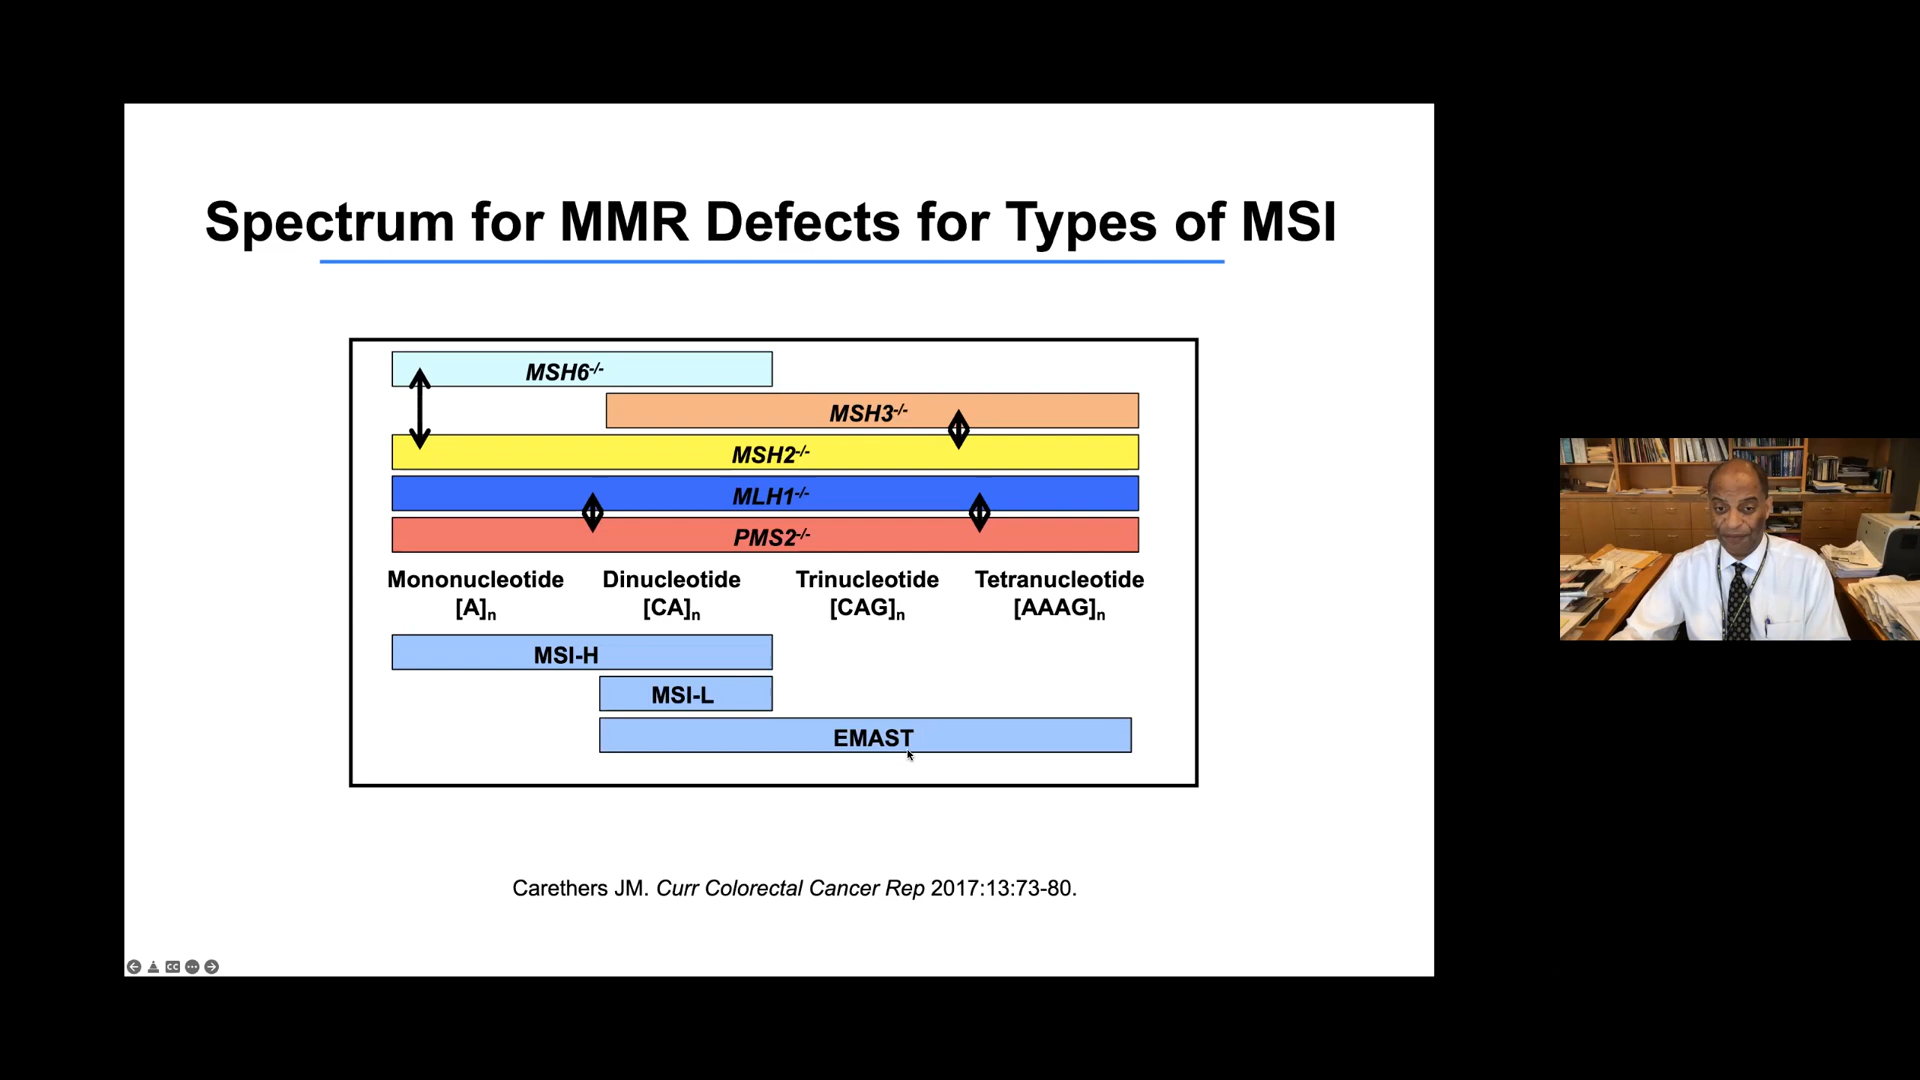 Spectrum for MMR Defects for Types of MSI
MSH6-/-
MSH3-/-
MSH2-/-
MLH1-/-
PMS2-/-
Mononucleotide Dinucleotide Trinucleotide Tetranucleotide
[A]n [CA]n [CAG]n [AAAG]n
MSI-H
MSI-L
EMAST
Carethers JM. Curr Colorectal Cancer Rep 2017:13:73-80.
CC